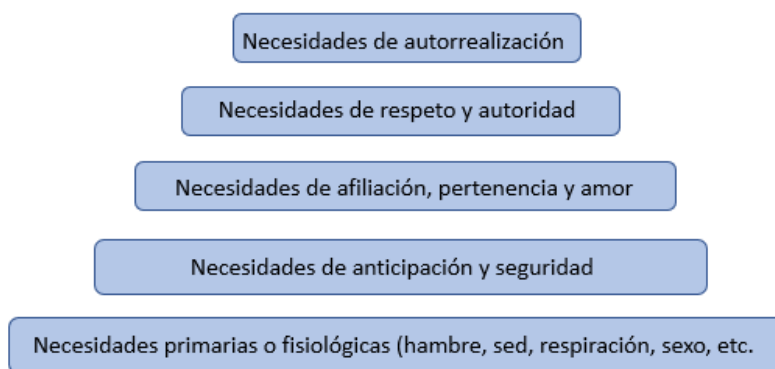 Necesidades de autorrealización
Necesidades de respeto y autoridad
Necesidades de afiliación, pertenencia y amor
Necesidades de anticipación y seguridad
Necesidades primarias o fisiológicas (hambre, sed, respiración, sexo, etc.